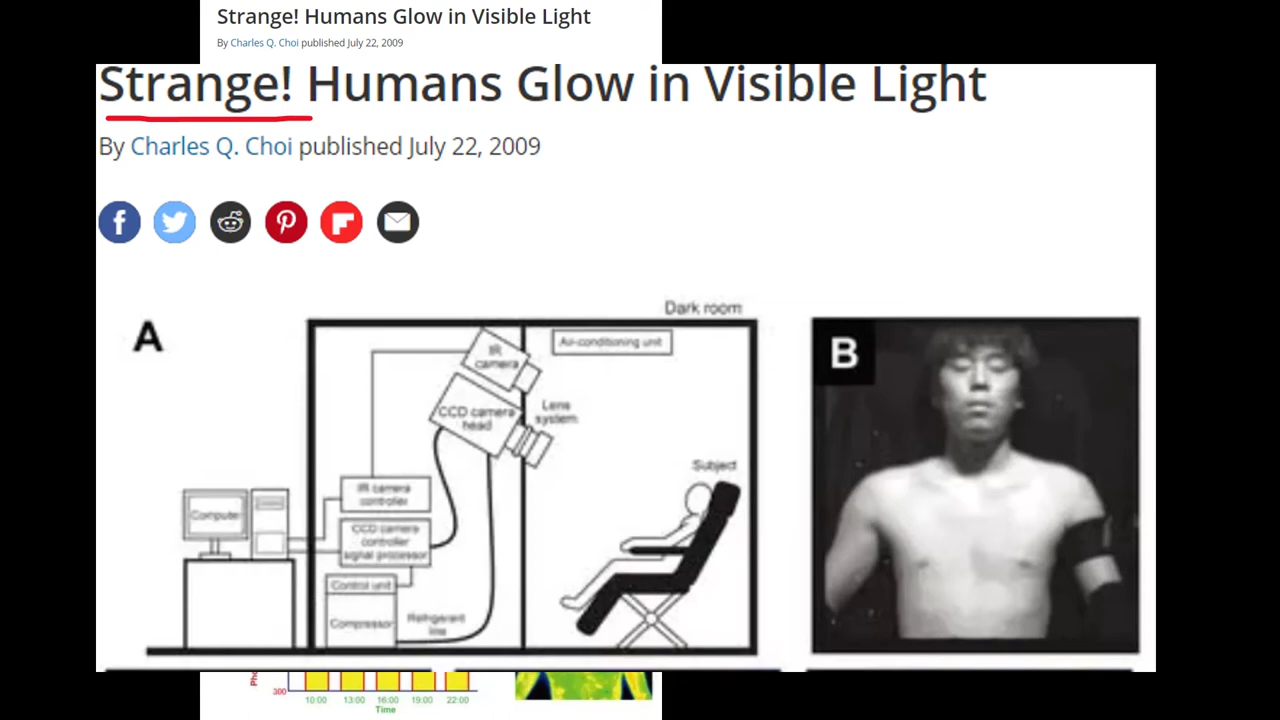 Strange! Humans Glow in Visible Light
By Charles Q. Choi published July 22, 2009
Strange! Humans Glow in Visible Light
By Charles Q. Choi published July 22, 2009
Dark room
A
B
IR
camera
Air-conditioning unit
CCD camera
head
Lens
system
Subject
IR camera
controller
Computer
CCD camera
controller
signal processor
Control unit
Compressor
Refrigerant
line
300
10:00 13:00 16:00 19:00 22:00
Time